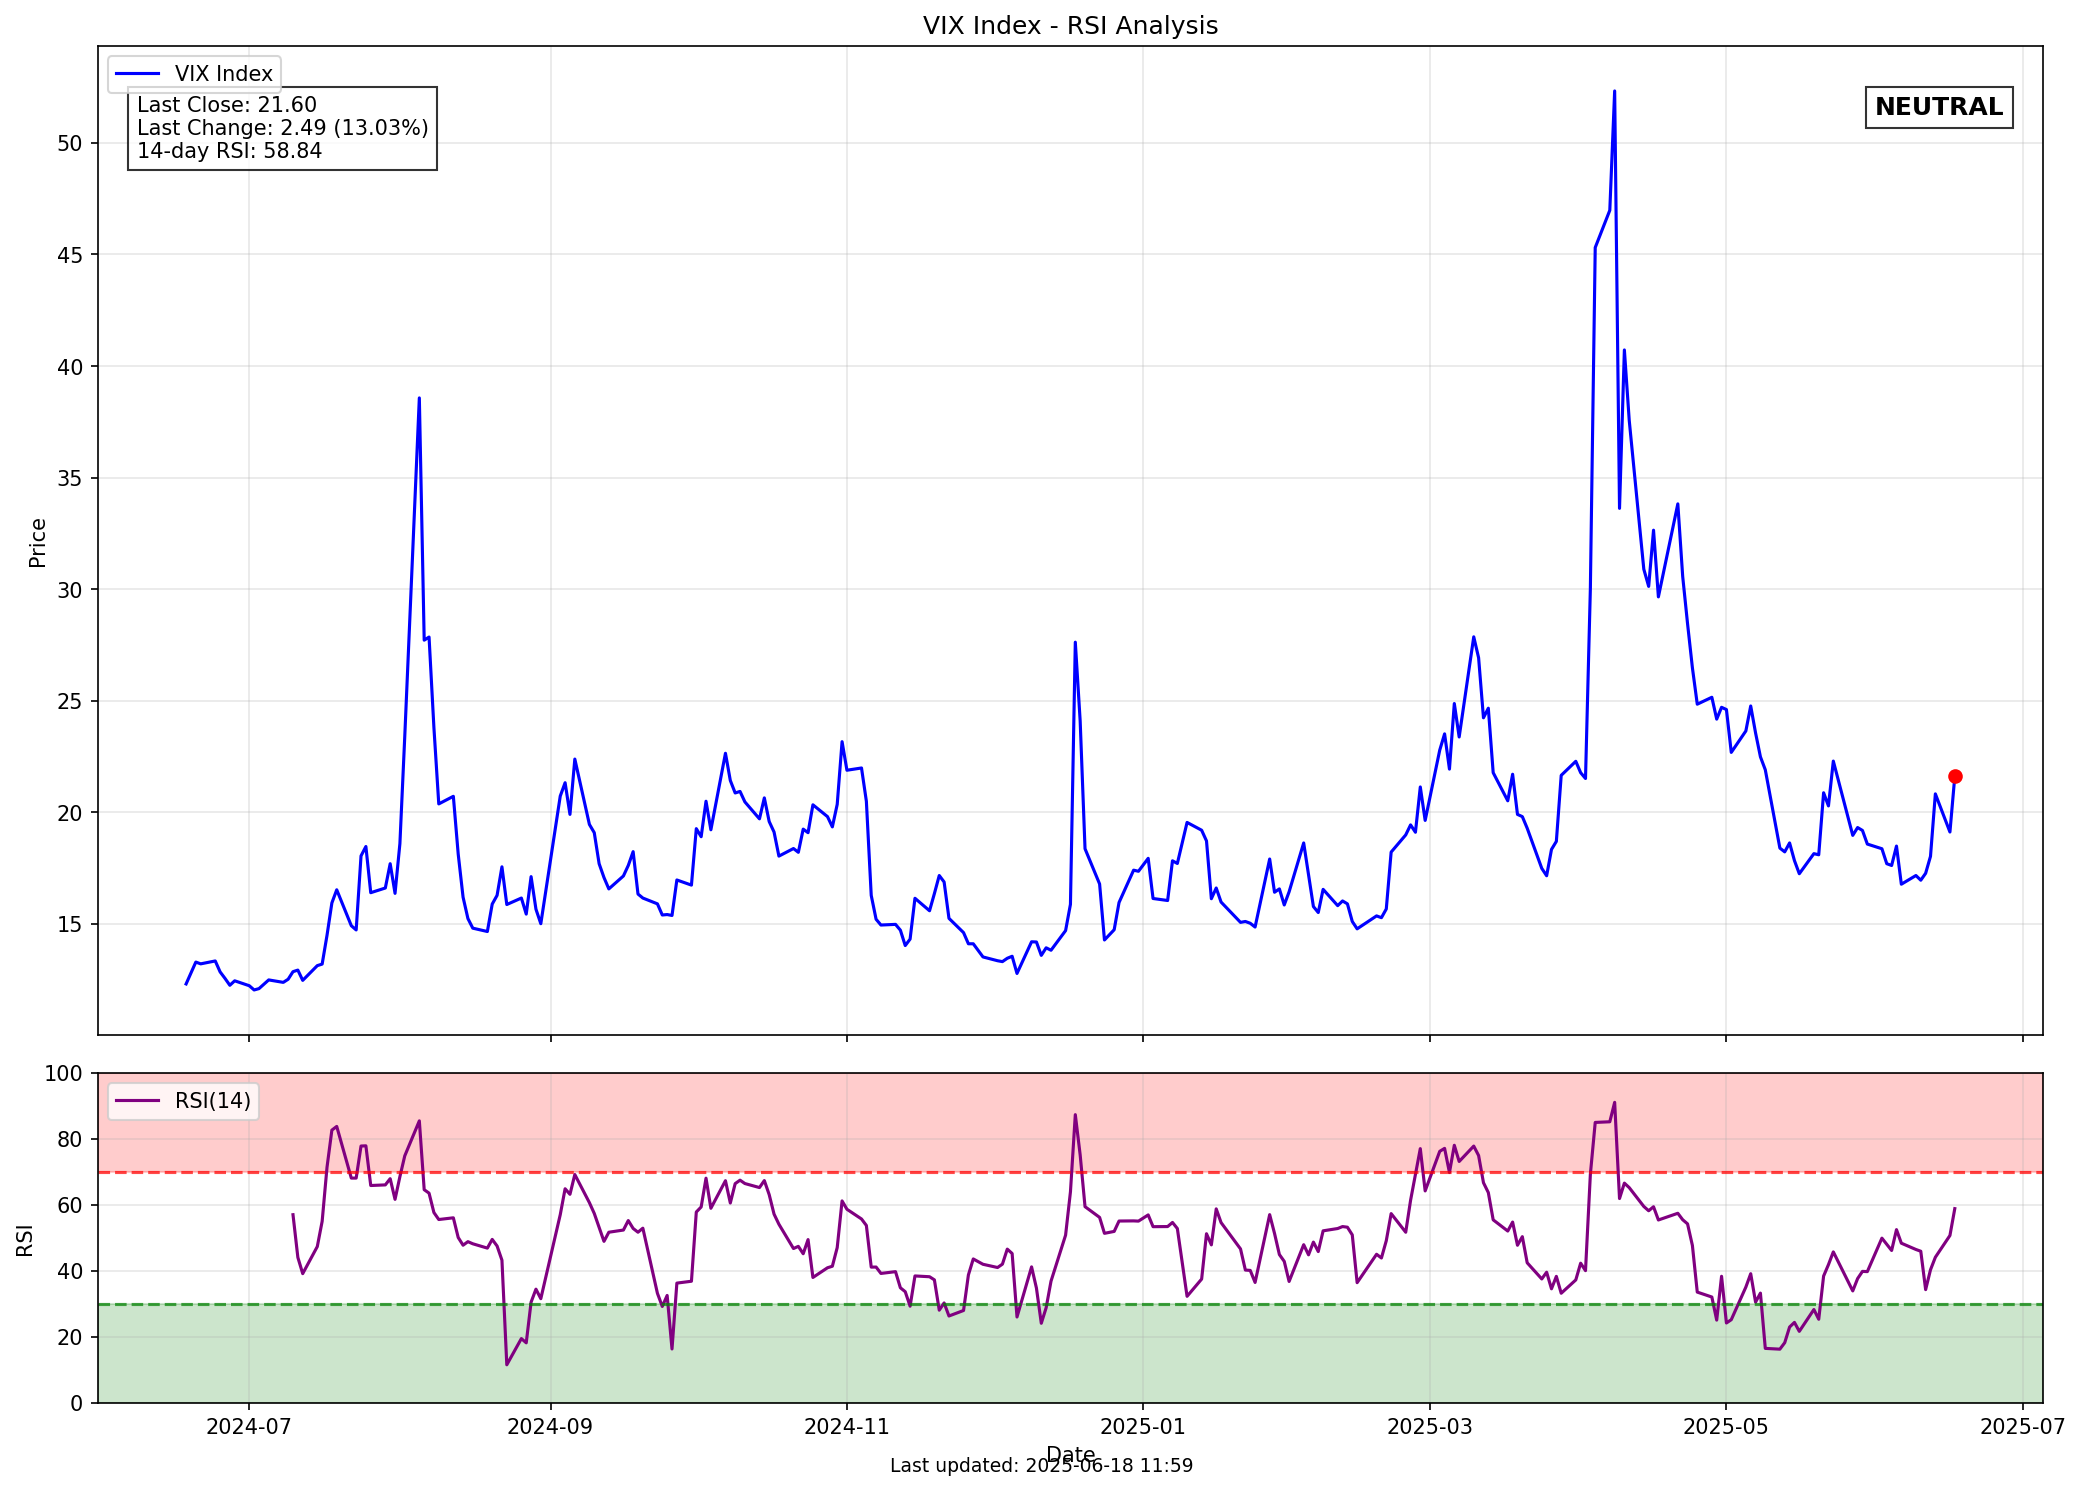 VIX Index - RSI Analysis
VIX Index
Last Close: 21.60
Last Change: 2.49 (13.03%)
14-day RSI: 58.84
NEUTRAL
Price
50
45
40
35
30
25
20
15
RSI(14)
RSI
100
80
60
40
20
0
2024-07
2024-09
2024-11
2025-01
2025-03
2025-05
2025-07
Date
Last updated: 2025-06-18 11:59